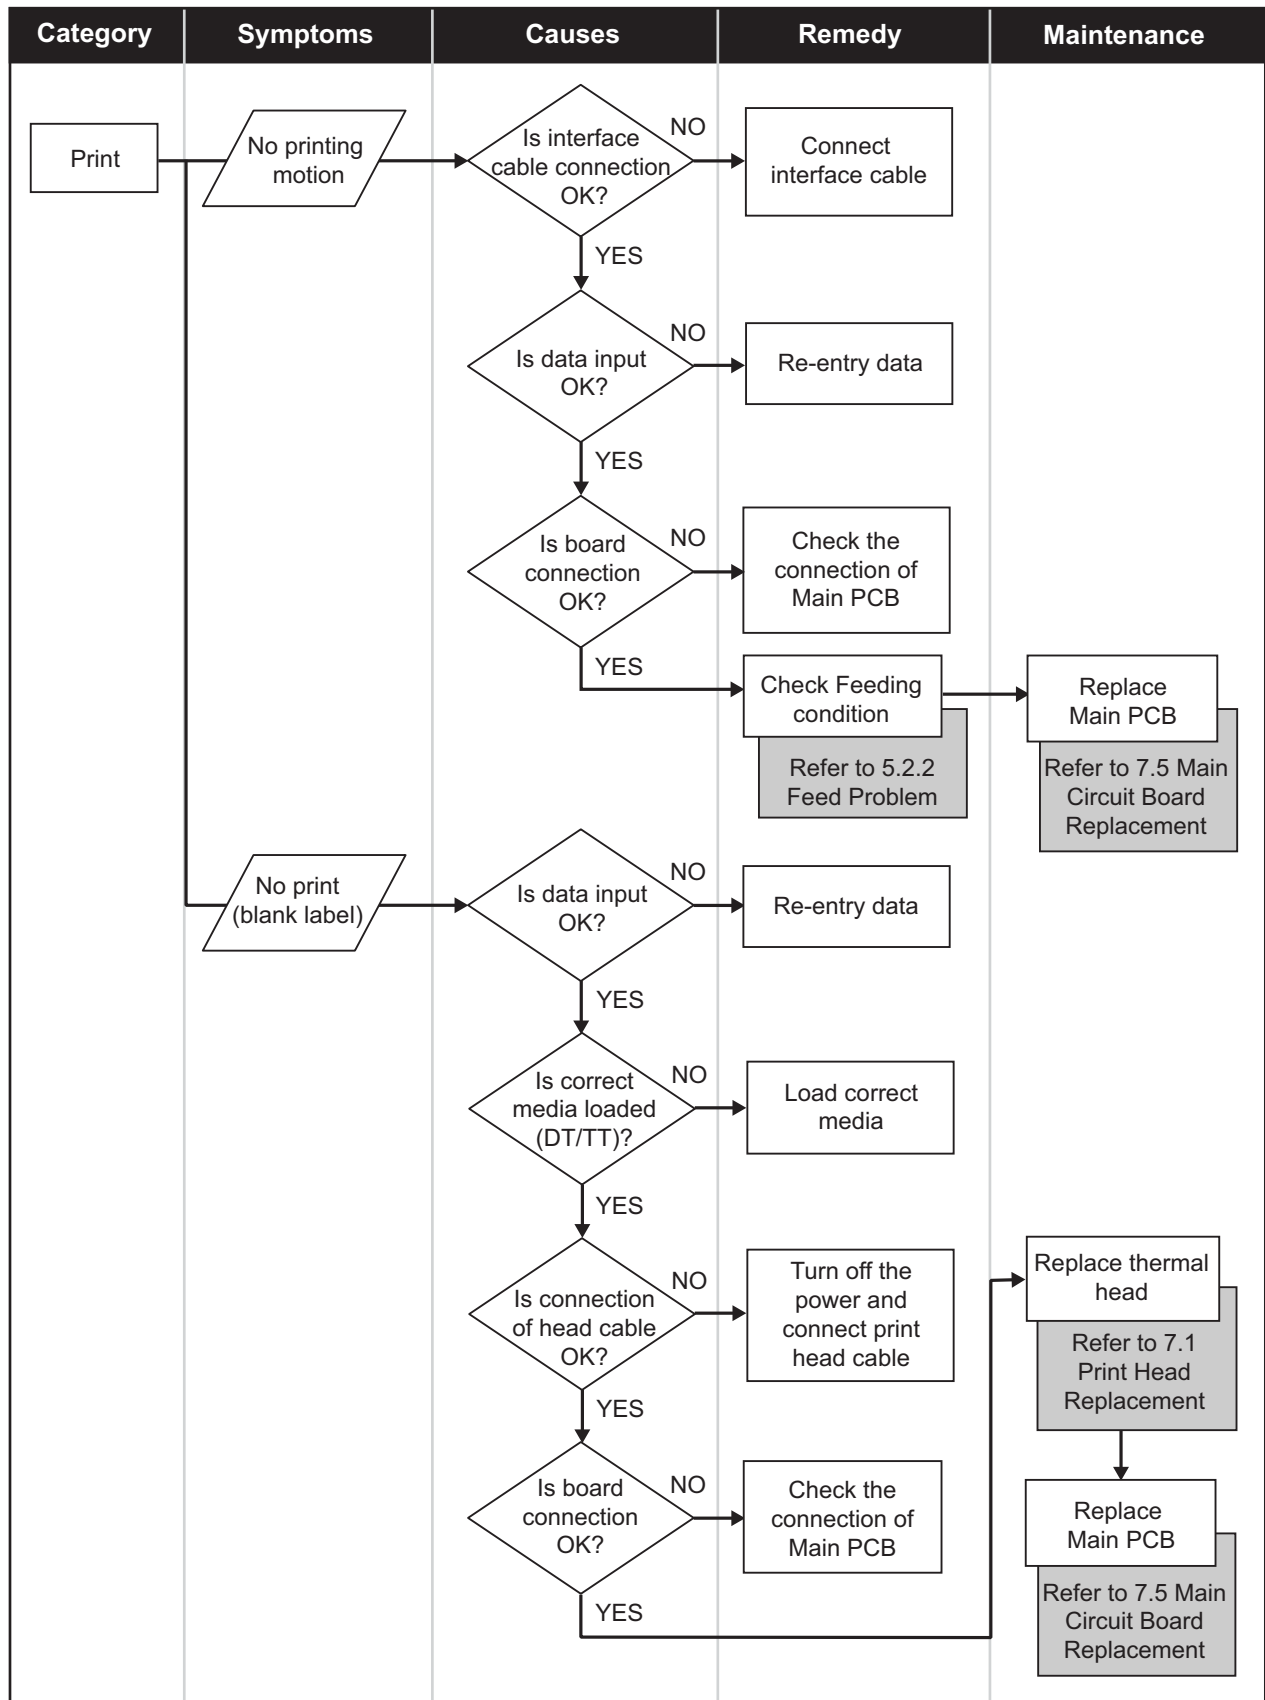 Category
Symptoms
Causes
Remedy
Maintenance
Print
No printing
motion
Is interface
cable connection
OK?
NO
Connect
interface cable
YES
Is data input
OK?
NO
Re-entry data
YES
Is board
connection
OK?
NO
Check the
connection of
Main PCB
YES
Check Feeding
condition
Refer to 5.2.2
Feed Problem
Replace
Main PCB
Refer to 7.5 Main
Circuit Board
Replacement
No print
(blank label)
Is data input
OK?
NO
Re-entry data
YES
Is correct
media loaded
(DT/TT)?
NO
Load correct
media
YES
Is connection
of head cable
OK?
NO
Turn off the
power and
connect print
head cable
YES
Is board
connection
OK?
NO
Check the
connection of
Main PCB
YES
Replace thermal
head
Refer to 7.1
Print Head
Replacement
Replace
Main PCB
Refer to 7.5 Main
Circuit Board
Replacement